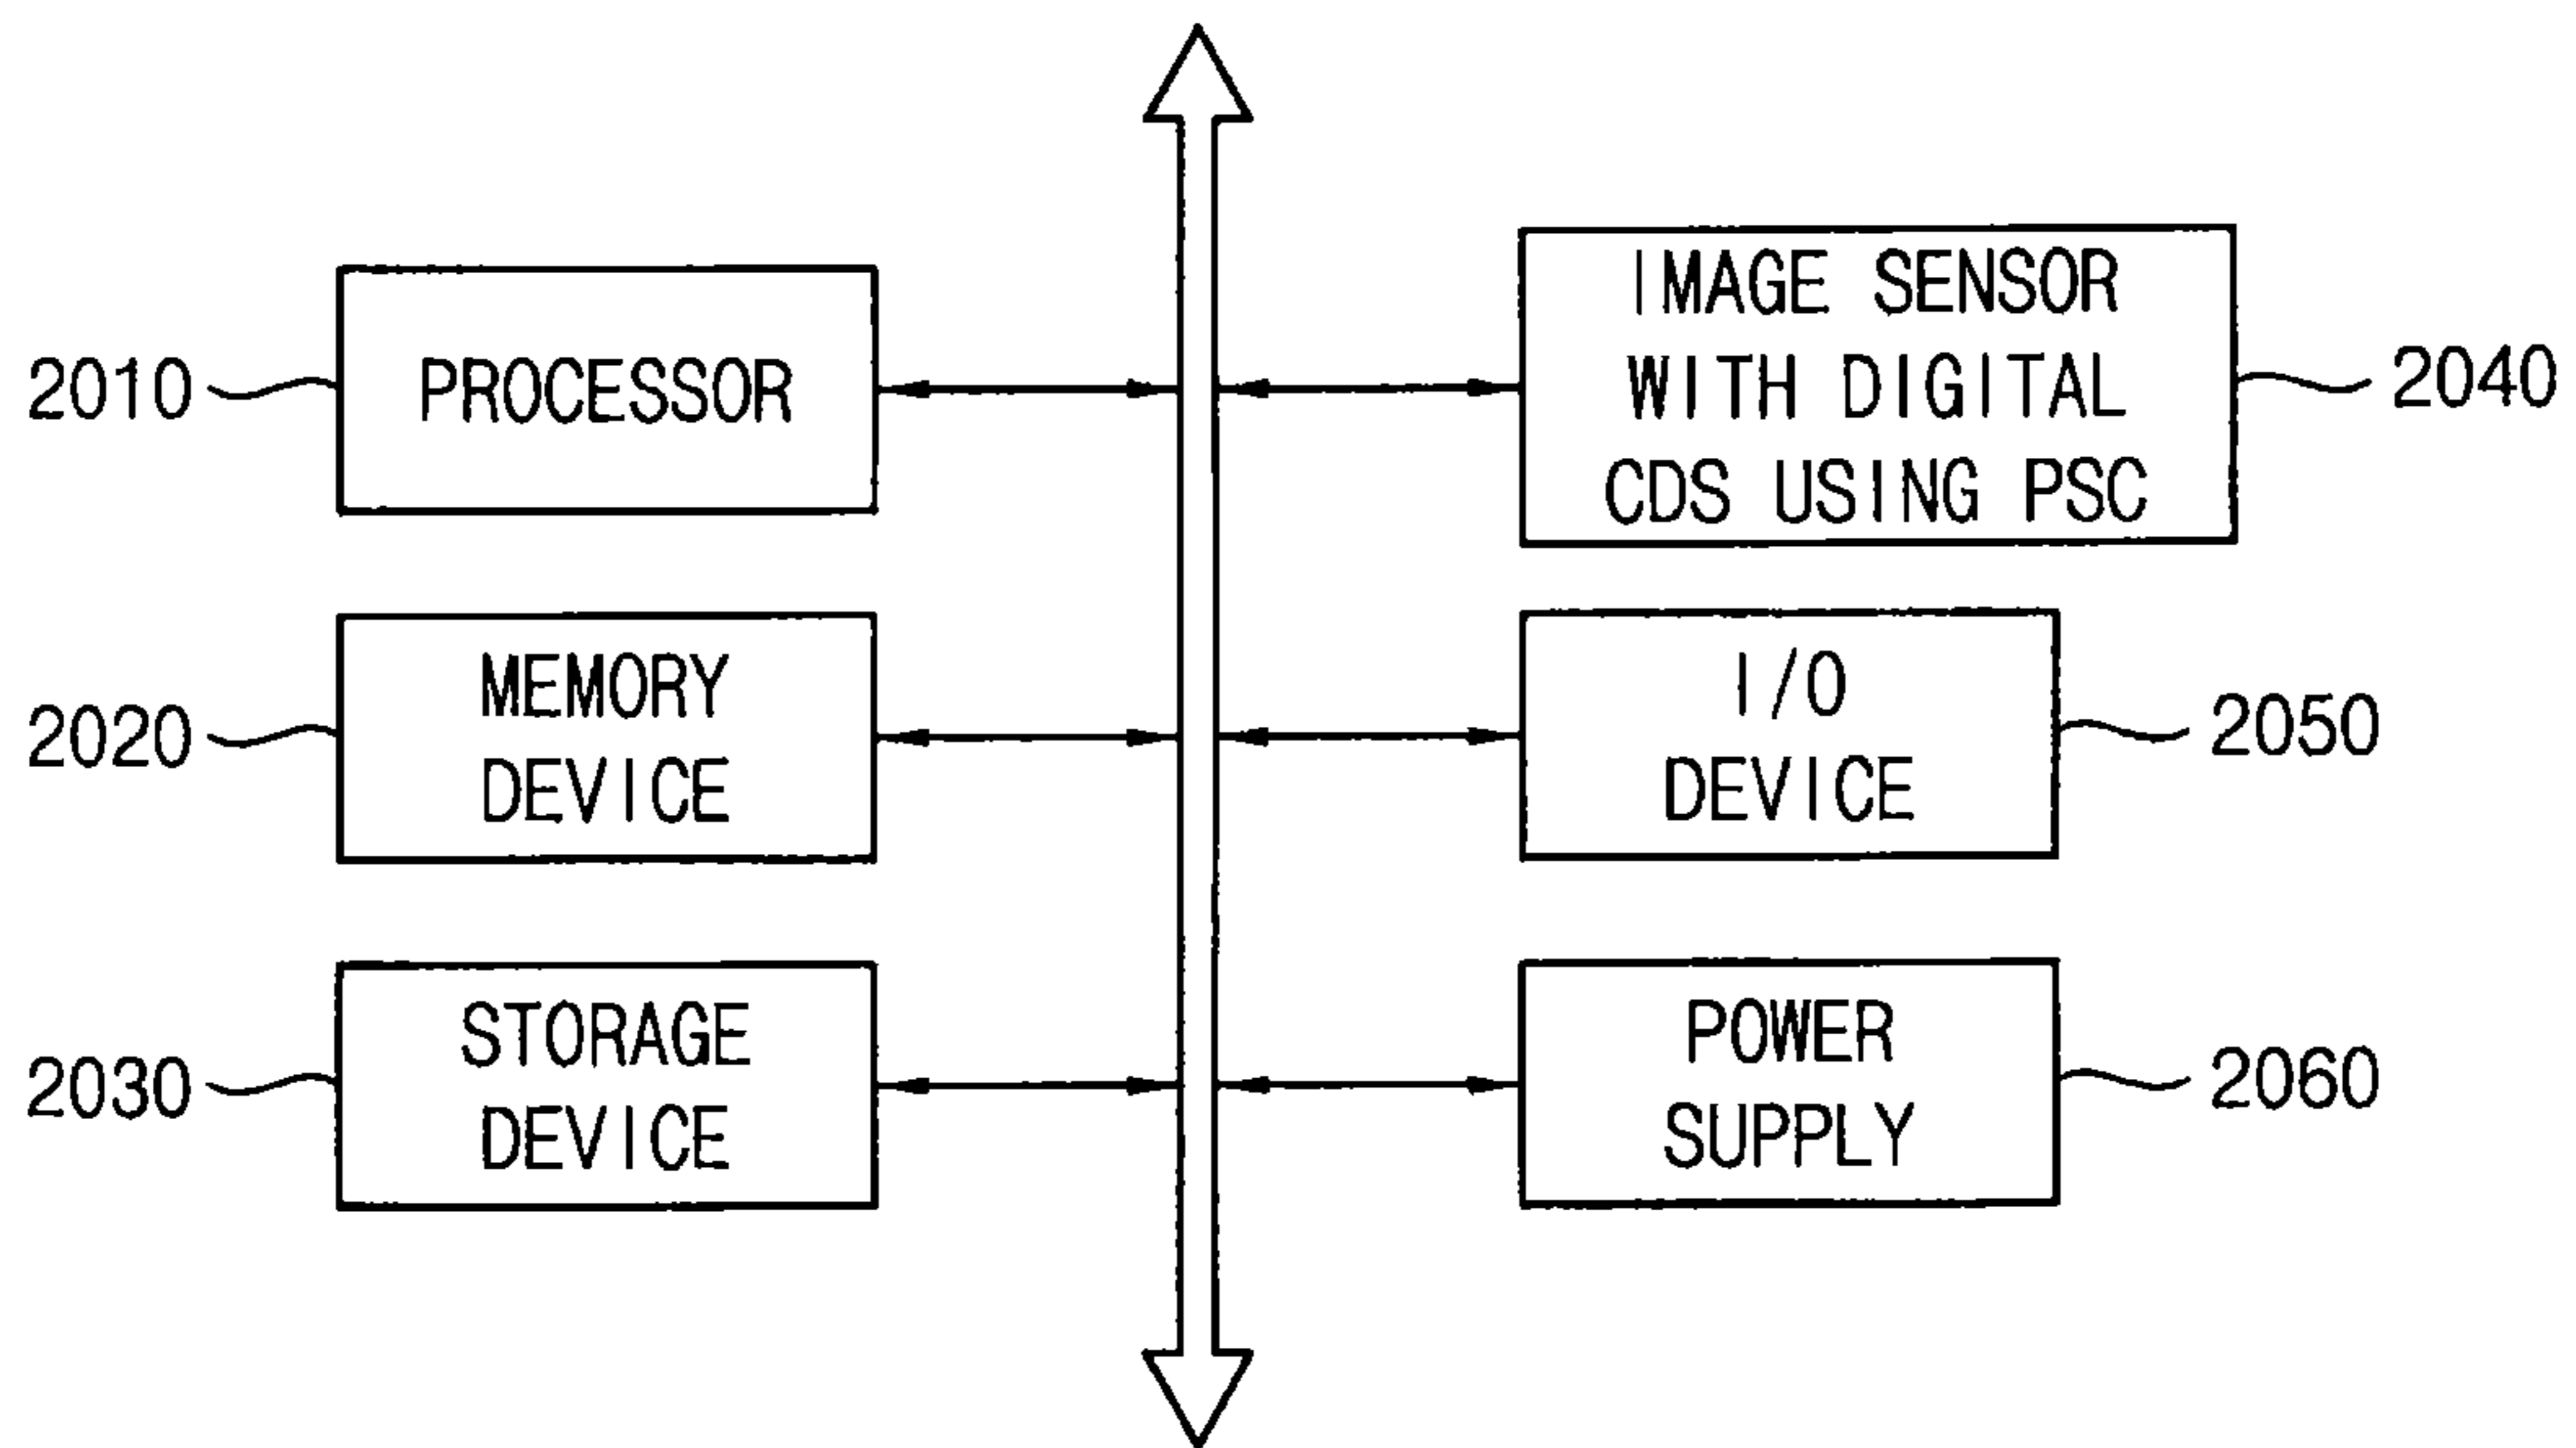 2010
PROCESSOR
2020
MEMORY
DEVICE
2030
STORAGE
DEVICE
IMAGE SENSOR
WITH DIGITAL
CDS USING PSC
2040
I/O
DEVICE
2050
POWER
SUPPLY
2060